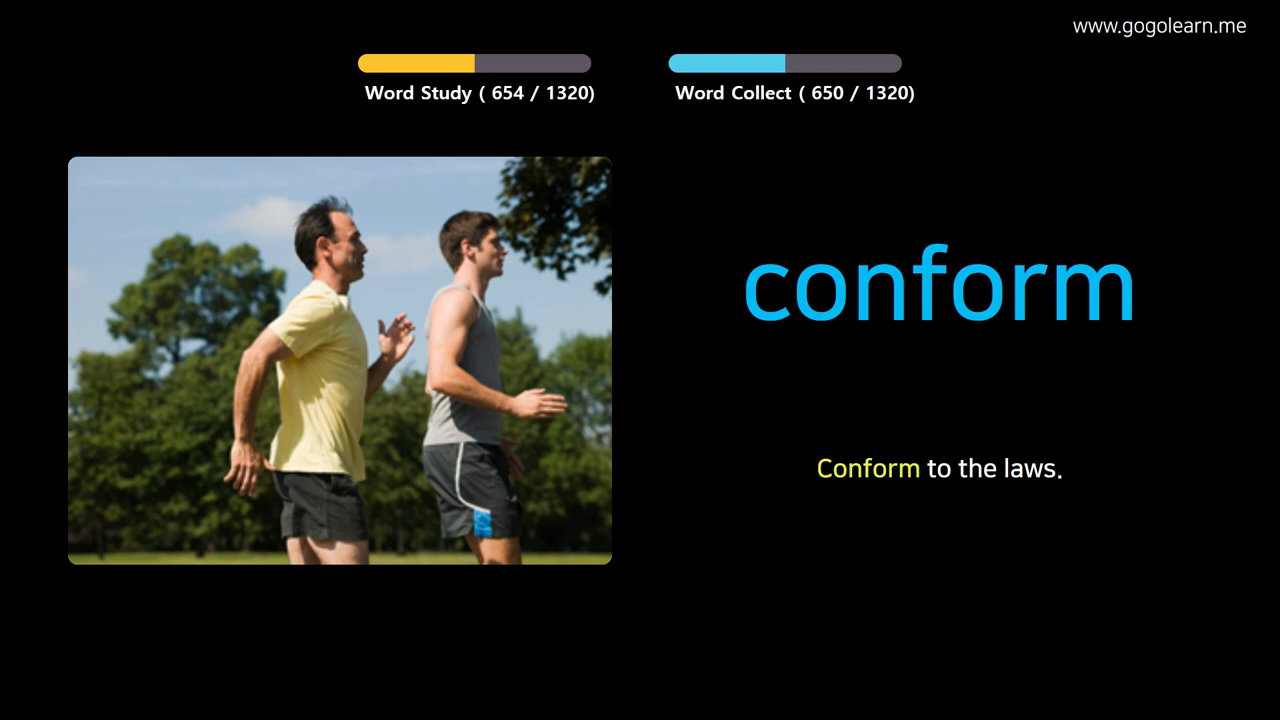 www.gogolearn.me
Word Study ( 654 / 1320)
Word Collect ( 650 / 1320)
conform
Conform to the laws.